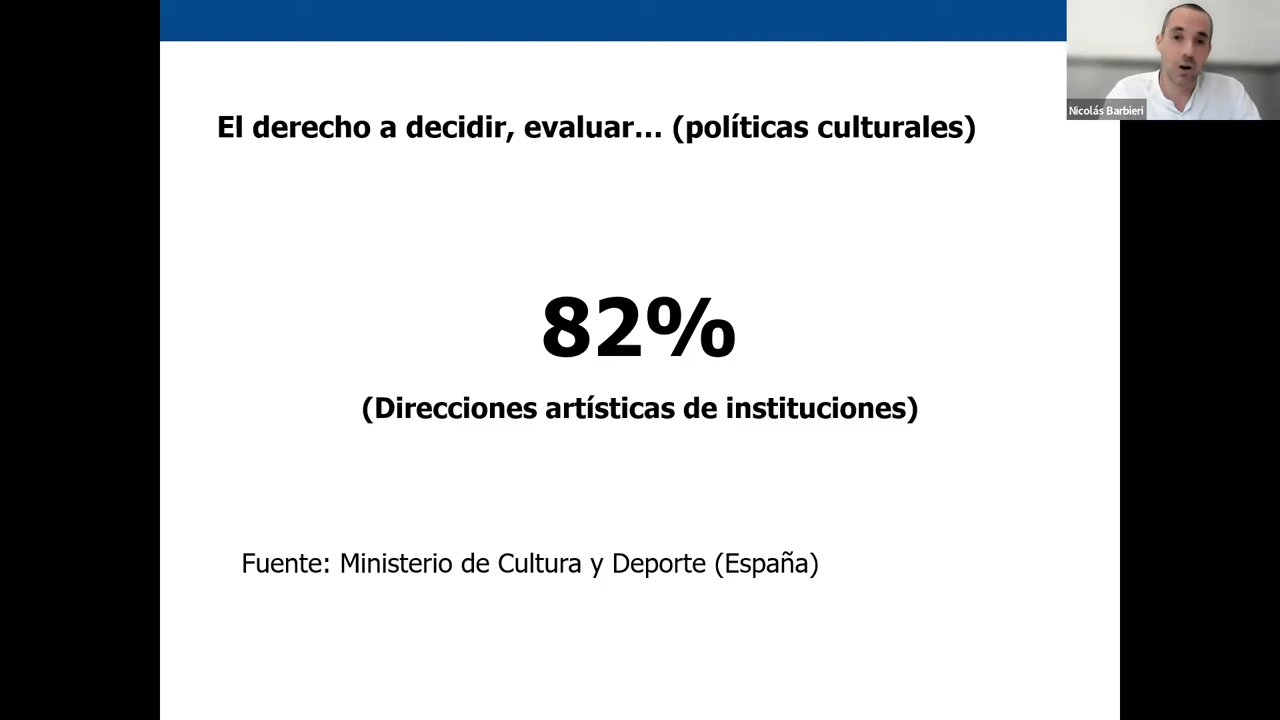 El derecho a decidir, evaluar... (políticas culturales)
Nicolás Barbieri
82%
(Direcciones artísticas de instituciones)
Fuente: Ministerio de Cultura y Deporte (España)